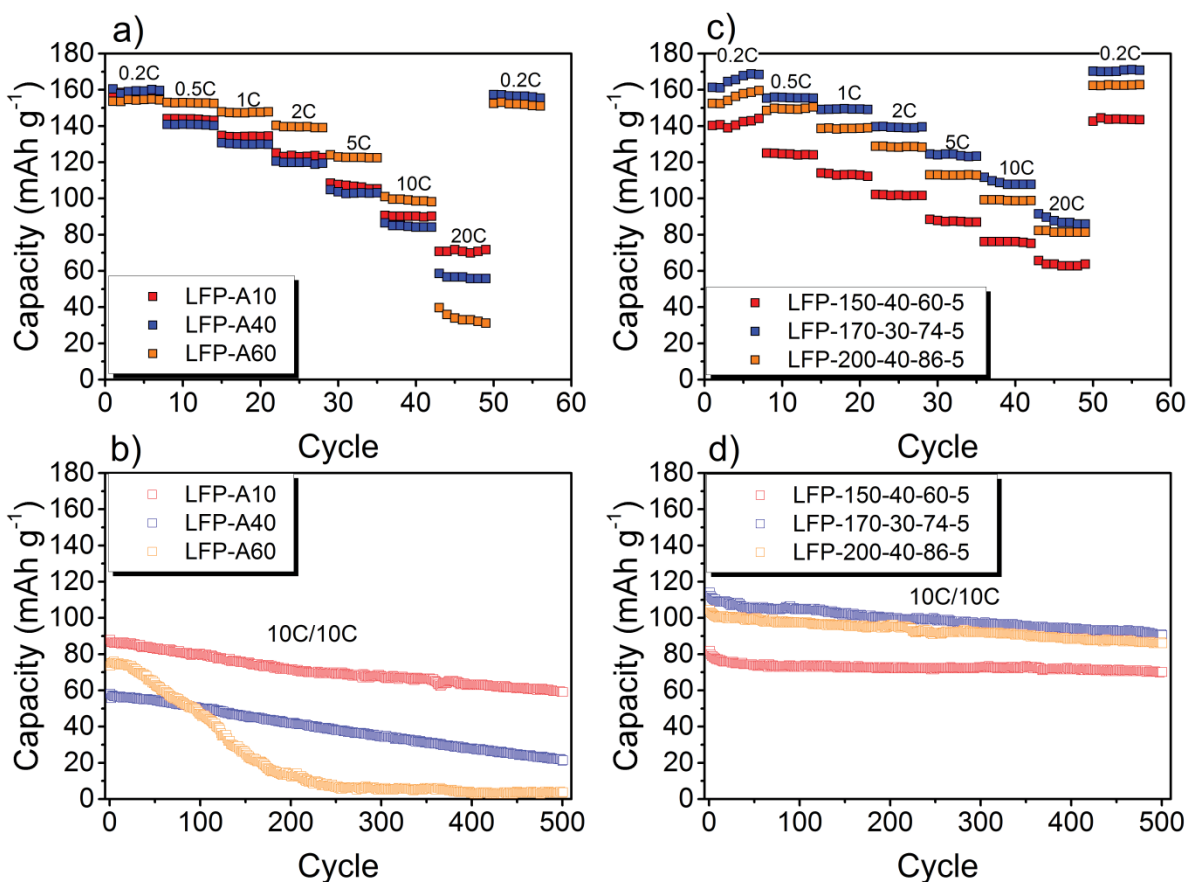 a)
Capacity (mAh g-1)
180
160
140
120
100
80
60
40
20
0
0.2C
0.5C
1C
2C
5C
10C
20C
0.2C
LFP-A10
LFP-A40
LFP-A60
0 10 20 30 40 50 60
Cycle
c)
Capacity (mAh g-1)
180
160
140
120
100
80
60
40
20
0
0.2C
0.5C
1C
2C
5C
10C
20C
0.2C
LFP-150-40-60-5
LFP-170-30-74-5
LFP-200-40-86-5
0 10 20 30 40 50 60
Cycle
b)
Capacity (mAh g-1)
180
160
140
120
100
80
60
40
20
0
LFP-A10
LFP-A40
LFP-A60
10C/10C
0 100 200 300 400 500
Cycle
d)
Capacity (mAh g-1)
180
160
140
120
100
80
60
40
20
0
LFP-150-40-60-5
LFP-170-30-74-5
LFP-200-40-86-5
10C/10C
0 100 200 300 400 500
Cycle